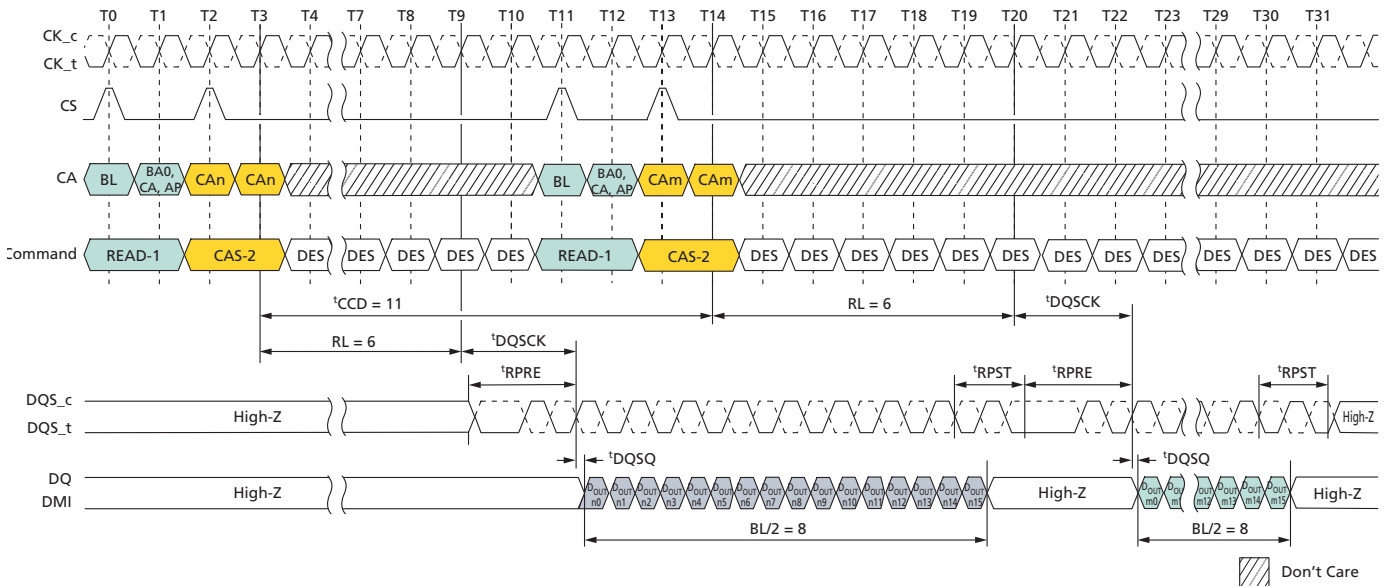 T0 T1 T2 T3 T4 T7 T8 T9 T10 T11 T12 T13 T14 T15 T16 T17 T18 T19 T20 T21 T22 T23 T29 T30 T31
CK_c
CK_t
CS
CA BL BA0, CA, AP CAn CAn BL BA0, CA, AP CAm CAm
Command READ-1 CAS-2 DES DES DES DES DES READ-1 CAS-2 DES DES DES DES DES DES DES DES DES DES DES DES DES
tCCD = 11 RL = 6 tDQSCK
RL = 6 tDQSCK
tRPRE tRPST tRPRE tRPST
DQS_c
DQS_t
High-Z High-Z
tDQSQ tDQSQ
DQ
DMI
High-Z DOUT n0 DOUT n1 DOUT n2 DOUT n3 DOUT n4 DOUT n5 DOUT n6 DOUT n7 DOUT n8 DOUT n9 DOUT n10 DOUT n11 DOUT n12 DOUT n13 DOUT n14 DOUT n15 High-Z DOUT m0 DOUT m1 DOUT m12 DOUT m13 DOUT m14 DOUT m15 High-Z
BL/2 = 8 BL/2 = 8
Don't Care